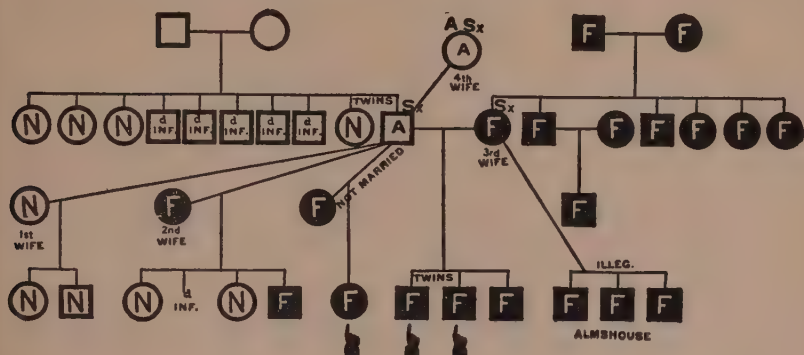 A Sx
A
F F
4th
WIFE
TWINS Sx Sx
N N N d d d d d N A F F F F F F F
INF. INF. INF. INF. INF.
3rd
WIFE
NOT MARRIED
F
N F F
1st
WIFE
2nd
WIFE
ILLEG.
TWINS
N N N d N F F F F F F F F
INF.
ALMSHOUSE